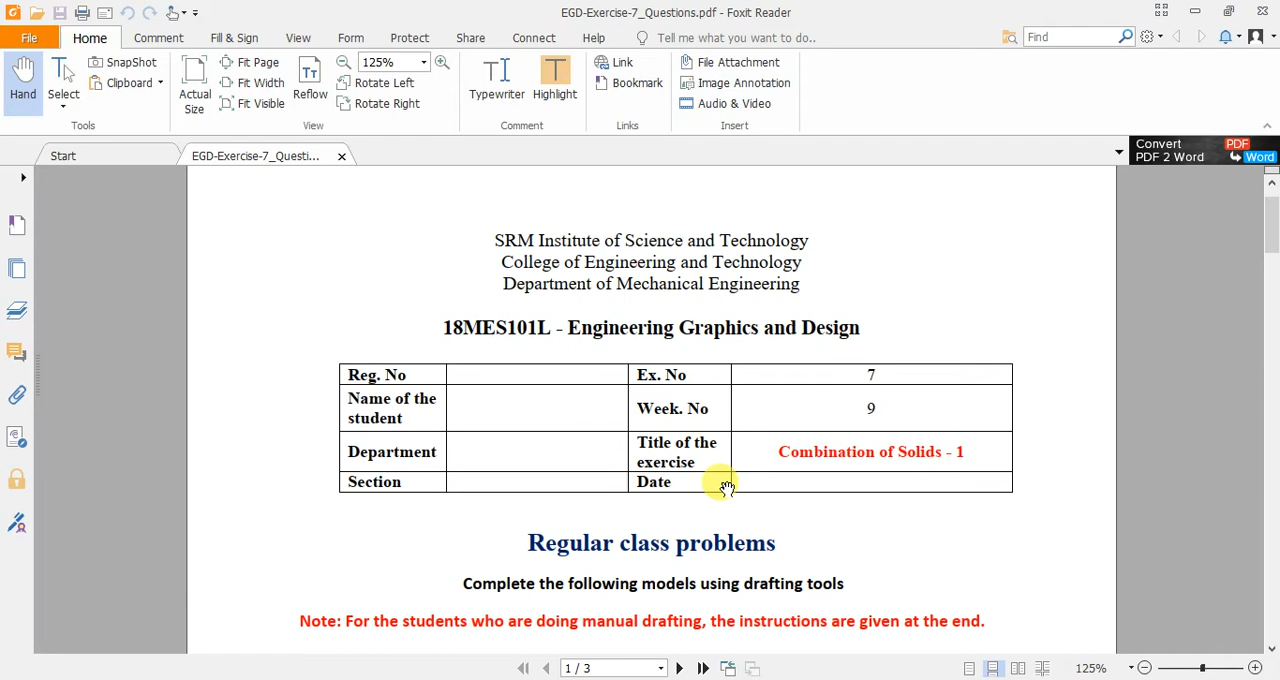 EGD-Exercise-7_Questions.pdf - Foxit Reader
File
Home
Comment
Fill & Sign
View
Form
Protect
Share
Connect
Help
Tell me what you want to do..
Find
Hand
Select
SnapShot
Clipboard
Tools
Actual
Size
Fit Page
Fit Width
Fit Visible
Reflow
125%
Rotate Left
Rotate Right
View
Typewriter
Highlight
Comment
Link
Bookmark
Links
File Attachment
Image Annotation
Audio & Video
Insert
Start
EGD-Exercise-7_Questi...
Convert
PDF 2 Word
PDF
Word
SRM Institute of Science and Technology
College of Engineering and Technology
Department of Mechanical Engineering
18MES101L - Engineering Graphics and Design
Reg. No
Ex. No
7
Name of the
student
Week. No
9
Department
Title of the
exercise
Combination of Solids - 1
Section
Date
Regular class problems
Complete the following models using drafting tools
Note: For the students who are doing manual drafting, the instructions are given at the end.
1 / 3
125%